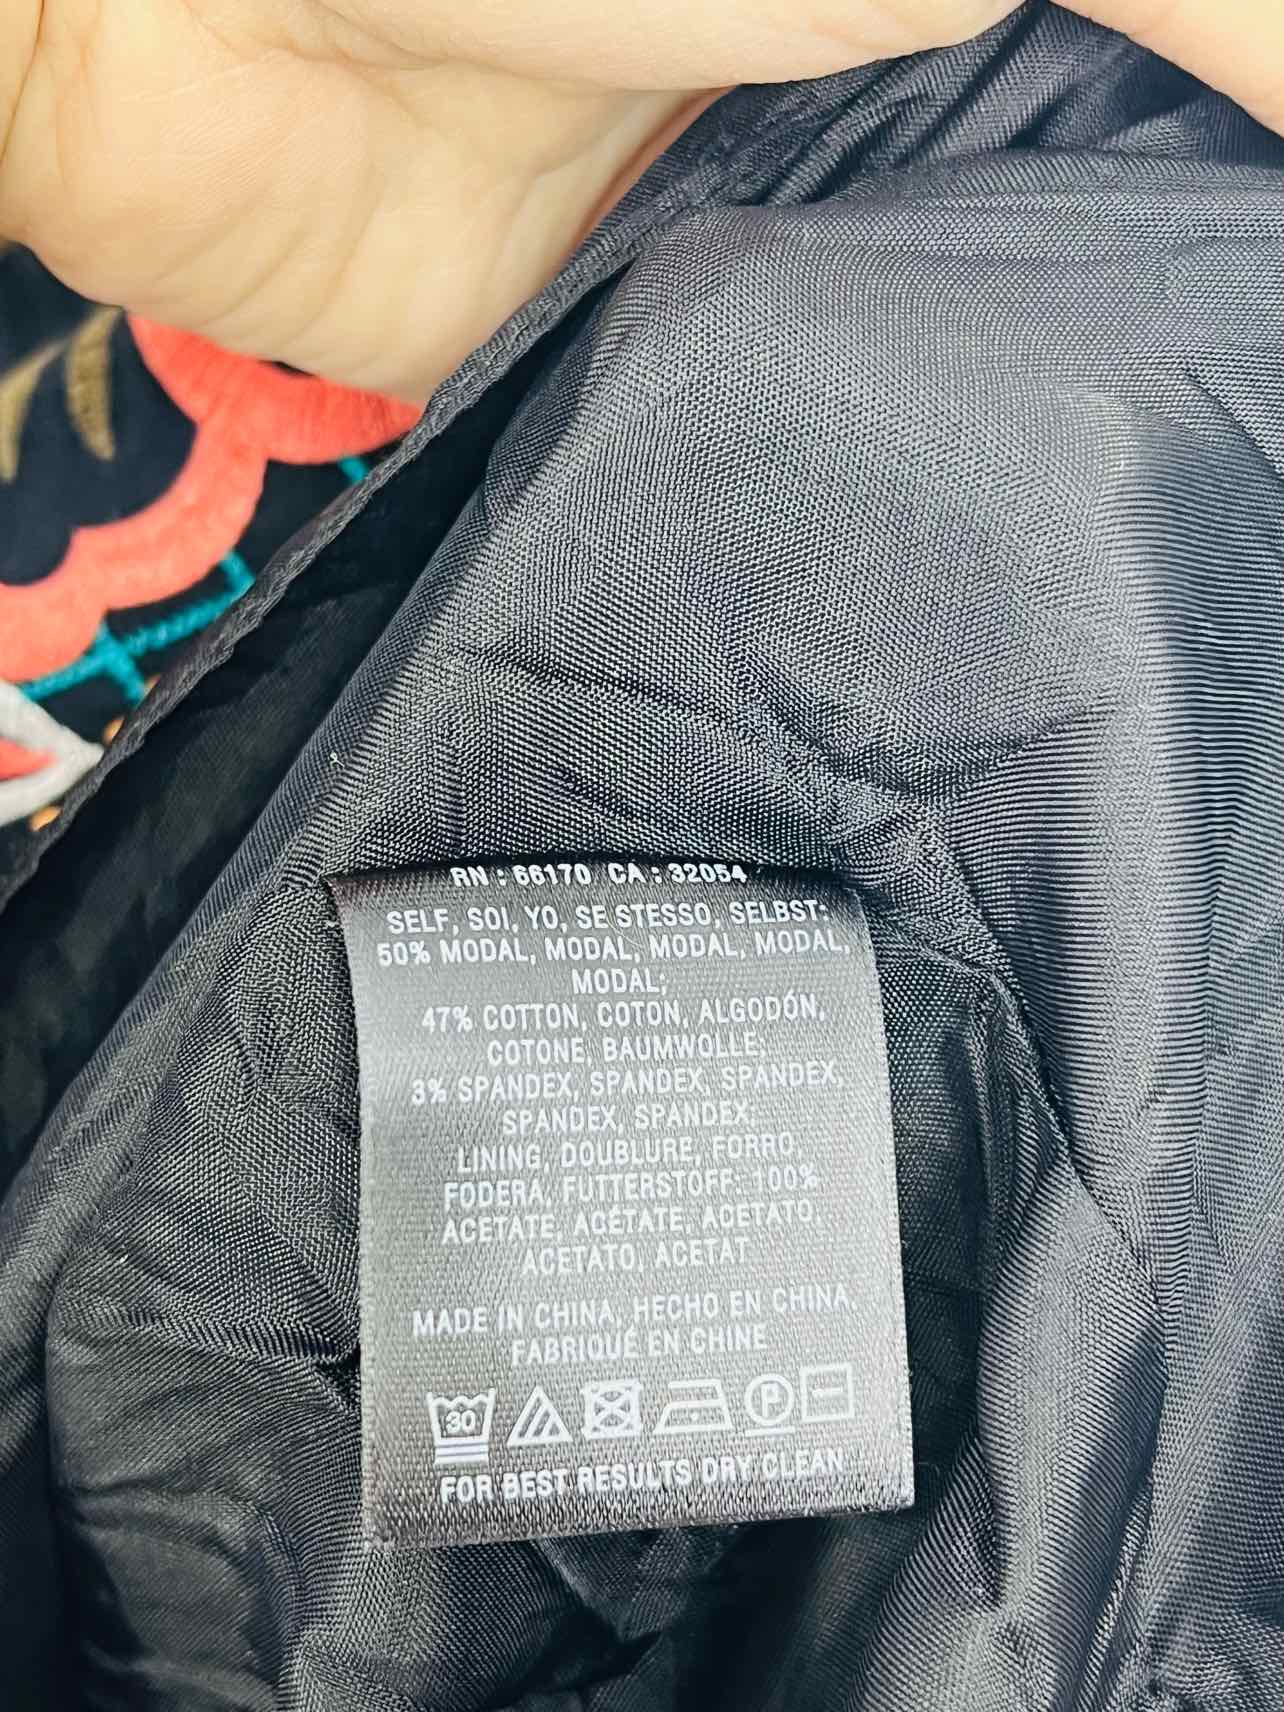 RN : 66170 CA : 32054
SELF, SOI, YO, SE STESSO, SELBST:
50% MODAL, MODAL, MODAL, MODAL,
MODAL;
47% COTTON, COTON, ALGODÓN,
COTONE, BAUMWOLLE;
3% SPANDEX, SPANDEX, SPANDEX,
SPANDEX, SPANDEX;
LINING, DOUBLURE, FORRO,
FODERA, FUTTERSTOFF: 100%
ACETATE, ACÉTATE, ACETATO,
ACETATO, ACETAT
MADE IN CHINA, HECHO EN CHINA,
FABRIQUÉ EN CHINE
30 P
FOR BEST RESULTS DRY CLEAN